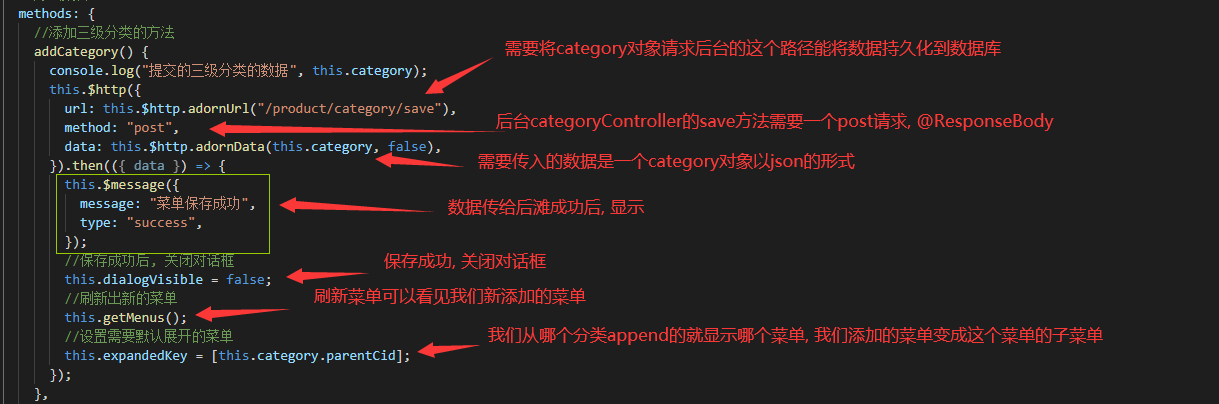 methods: {
//添加三级分类的方法
addCategory() {
需要将category对象请求后台的这个路径能将数据持久化到数据库
console.log("提交的三级分类的数据", this.category);
this.$http({
url: this.$http.adornUrl("/product/category/save"),
method: "post",
后台categoryController的save方法需要一个post请求, @ResponseBody
data: this.$http.adornData(this.category, false),
需要传入的数据是一个category对象以json的形式
}).then(({ data }) => {
this.$message({
message: "菜单保存成功",
数据传给后滩成功后, 显示
type: "success",
});
//保存成功后, 关闭对话框
保存成功, 关闭对话框
this.dialogVisible = false;
//刷新出新的菜单
刷新菜单可以看见我们新添加的菜单
this.getMenus();
//设置需要默认展开的菜单
我们从哪个分类append的就显示哪个菜单, 我们添加的菜单变成这个菜单的子菜单
this.expandedKey = [this.category.parentCid];
});
},